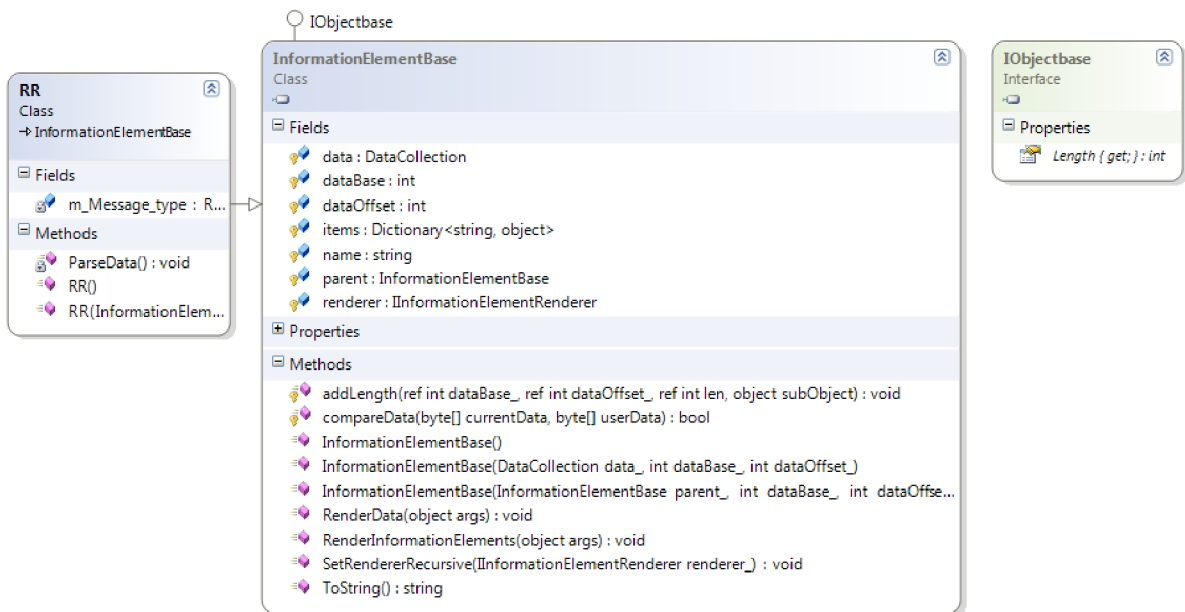 IObjectbase
RR
Class
InformationElementBase
Fields
m_Message_type : R...
Methods
ParseData() : void
RR()
RR(InformationElem...
InformationElementBase
Class
Fields
data : DataCollection
dataBase : int
dataOffset : int
items : Dictionary<string, object>
name : string
parent : InformationElementBase
renderer : IInformationElementRenderer
Properties
Methods
addLength(ref int dataBase_, ref int dataOffset_, ref int len, object subObject) : void
compareData(byte[] currentData, byte[] userData) : bool
InformationElementBase()
InformationElementBase(DataCollection data_, int dataBase_, int dataOffset_)
InformationElementBase(InformationElementBase parent_, int dataBase_, int dataOffse...
RenderData(object args) : void
RenderInformationElements(object args) : void
SetRendererRecursive(IInformationElementRenderer renderer_) : void
ToString() : string
IObjectbase
Interface
Properties
Length { get; } : int